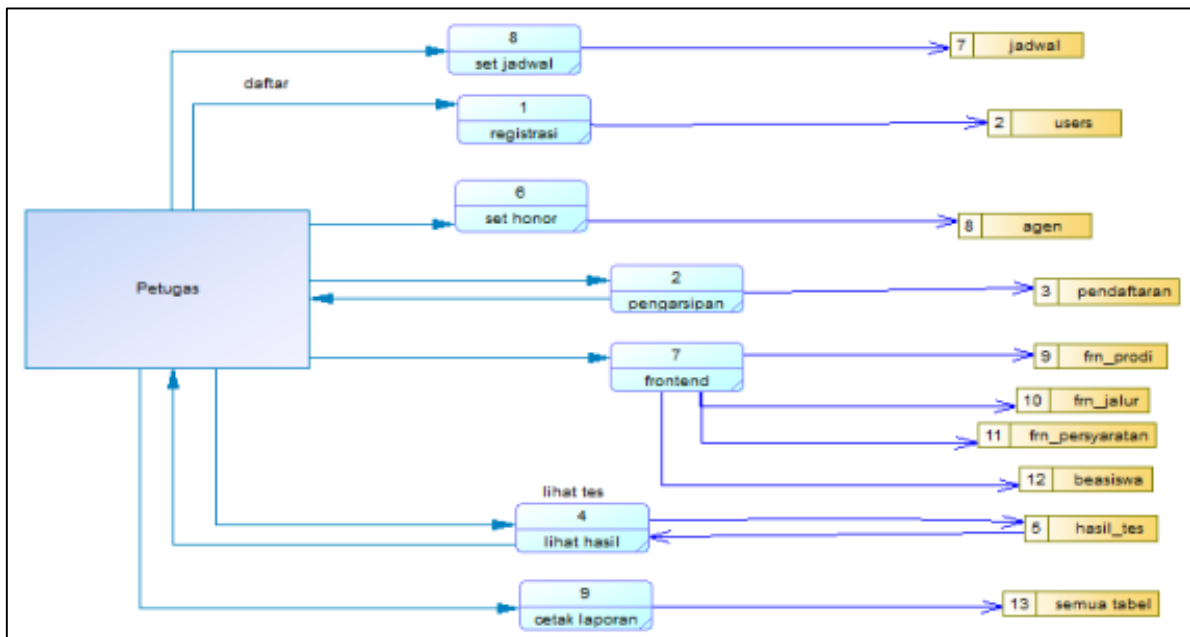 8
set jadwal
7 jadwal
daftar
1
registrasi
2 users
6
set honor
8 agen
Petugas
2
pengarsipan
3 pendaftaran
7
frontend
9 frn_prodi
10 frn_jalur
11 frn_persyaratan
12 beasiswa
lihat tes
4
lihat hasil
5 hasil_tes
9
cetak laporan
13 semua tabel